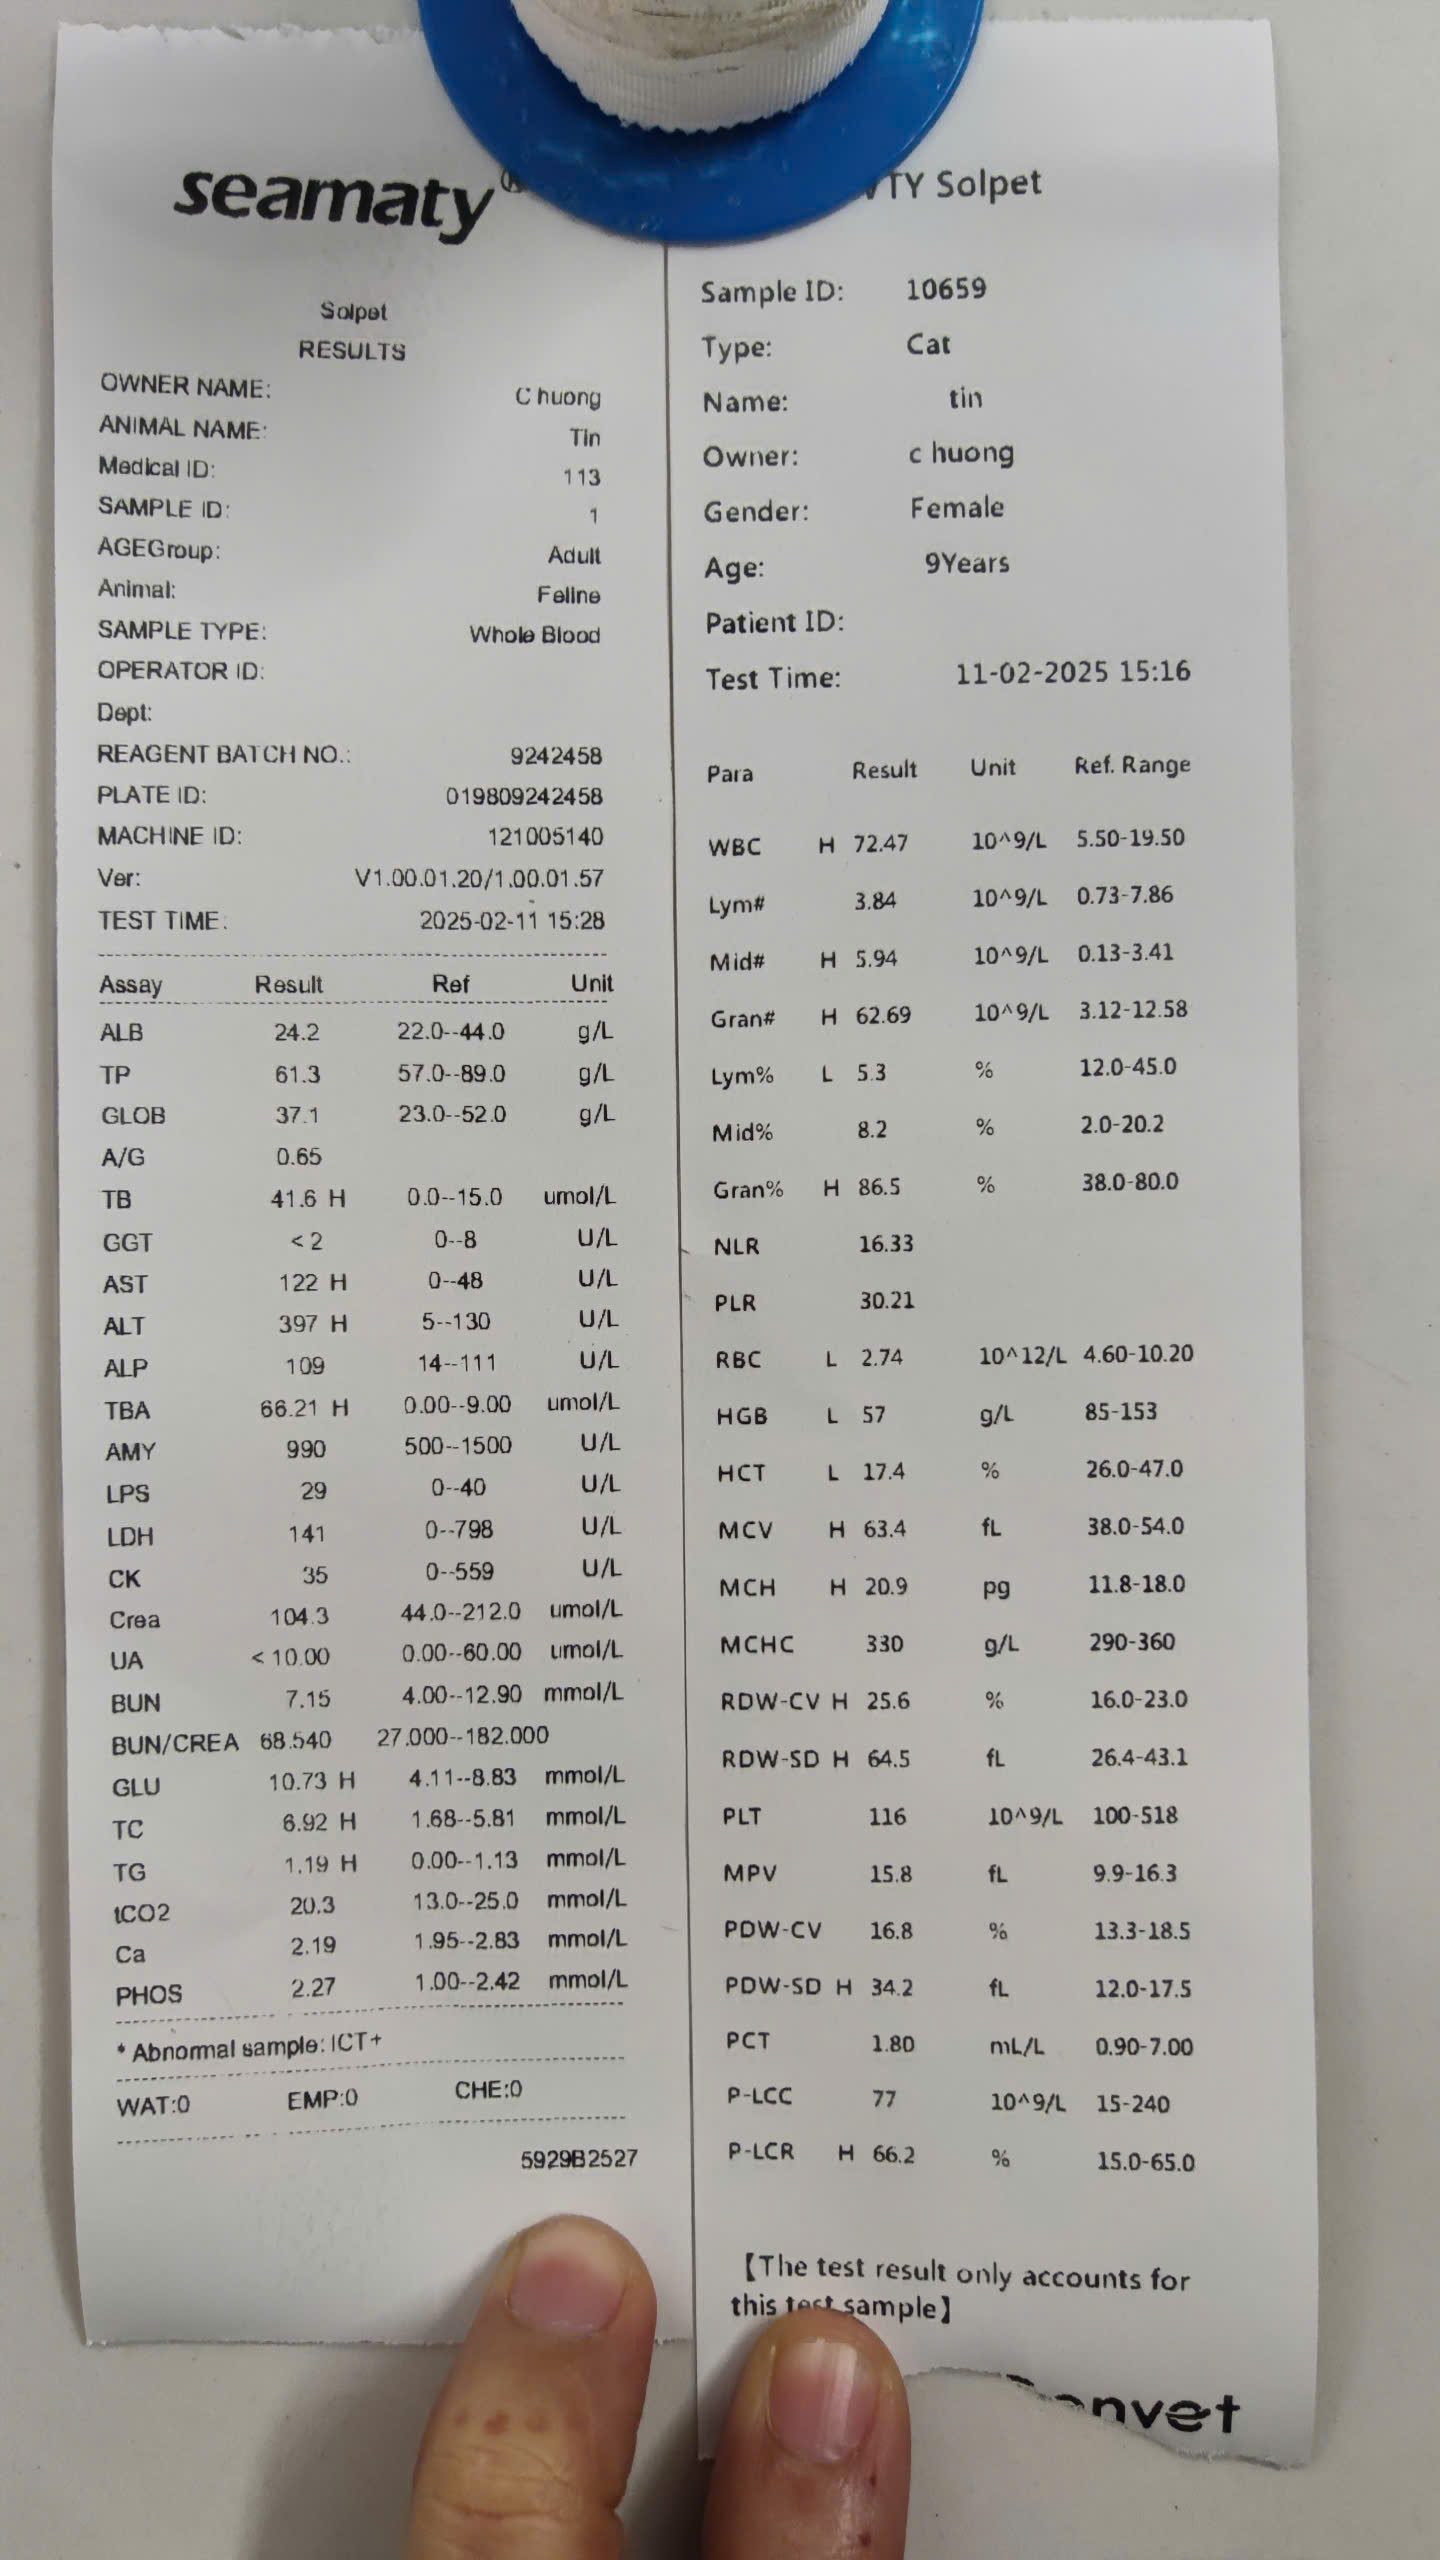 seamaty®
Solpet
RESULTS
OWNER NAME: C huong
ANIMAL NAME: Tin
Medical ID: 113
SAMPLE ID: 1
AGEGroup: Adult
Animal: Feline
SAMPLE TYPE: Whole Blood
OPERATOR ID:
Dept:
REAGENT BATCH NO.: 9242458
PLATE ID: 019809242458
MACHINE ID: 121005140
Ver: V1.00.01.20/1.00.01.57
TEST TIME: 2025-02-11 15:28
Assay Result Ref Unit
ALB 24.2 22.0--44.0 g/L
TP 61.3 57.0--89.0 g/L
GLOB 37.1 23.0--52.0 g/L
A/G 0.65
TB 41.6 H 0.0--15.0 umol/L
GGT <2 0--8 U/L
AST 122 H 0--48 U/L
ALT 397 H 5--130 U/L
ALP 109 14--111 U/L
TBA 66.21 H 0.00--9.00 umol/L
AMY 990 500--1500 U/L
LPS 29 0--40 U/L
LDH 141 0--798 U/L
CK 35 0--559 U/L
Crea 104.3 44.0--212.0 umol/L
UA <10.00 0.00--60.00 umol/L
BUN 7.15 4.00--12.90 mmol/L
BUN/CREA 68.540 27.000--182.000
GLU 10.73 H 4.11--8.83 mmol/L
TC 6.92 H 1.68--5.81 mmol/L
TG 1.19 H 0.00--1.13 mmol/L
tCO2 20.3 13.0--25.0 mmol/L
Ca 2.19 1.95--2.83 mmol/L
PHOS 2.27 1.00--2.42 mmol/L
* Abnormal sample: ICT+
WAT:0 EMP:0 CHE:0
5929B2527
TY Solpet
Sample ID: 10659
Type: Cat
Name: tin
Owner: c huong
Gender: Female
Age: 9Years
Patient ID:
Test Time: 11-02-2025 15:16
Para Result Unit Ref. Range
WBC H 72.47 10^9/L 5.50-19.50
Lym# 3.84 10^9/L 0.73-7.86
Mid# H 5.94 10^9/L 0.13-3.41
Gran# H 62.69 10^9/L 3.12-12.58
Lym% L 5.3 % 12.0-45.0
Mid% 8.2 % 2.0-20.2
Gran% H 86.5 % 38.0-80.0
NLR 16.33
PLR 30.21
RBC L 2.74 10^12/L 4.60-10.20
HGB L 57 g/L 85-153
HCT L 17.4 % 26.0-47.0
MCV H 63.4 fL 38.0-54.0
MCH H 20.9 pg 11.8-18.0
MCHC 330 g/L 290-360
RDW-CV H 25.6 % 16.0-23.0
RDW-SD H 64.5 fL 26.4-43.1
PLT 116 10^9/L 100-518
MPV 15.8 fL 9.9-16.3
PDW-CV 16.8 % 13.3-18.5
PDW-SD H 34.2 fL 12.0-17.5
PCT 1.80 mL/L 0.90-7.00
P-LCC 77 10^9/L 15-240
P-LCR H 66.2 % 15.0-65.0
【The test result only accounts for
this test sample】